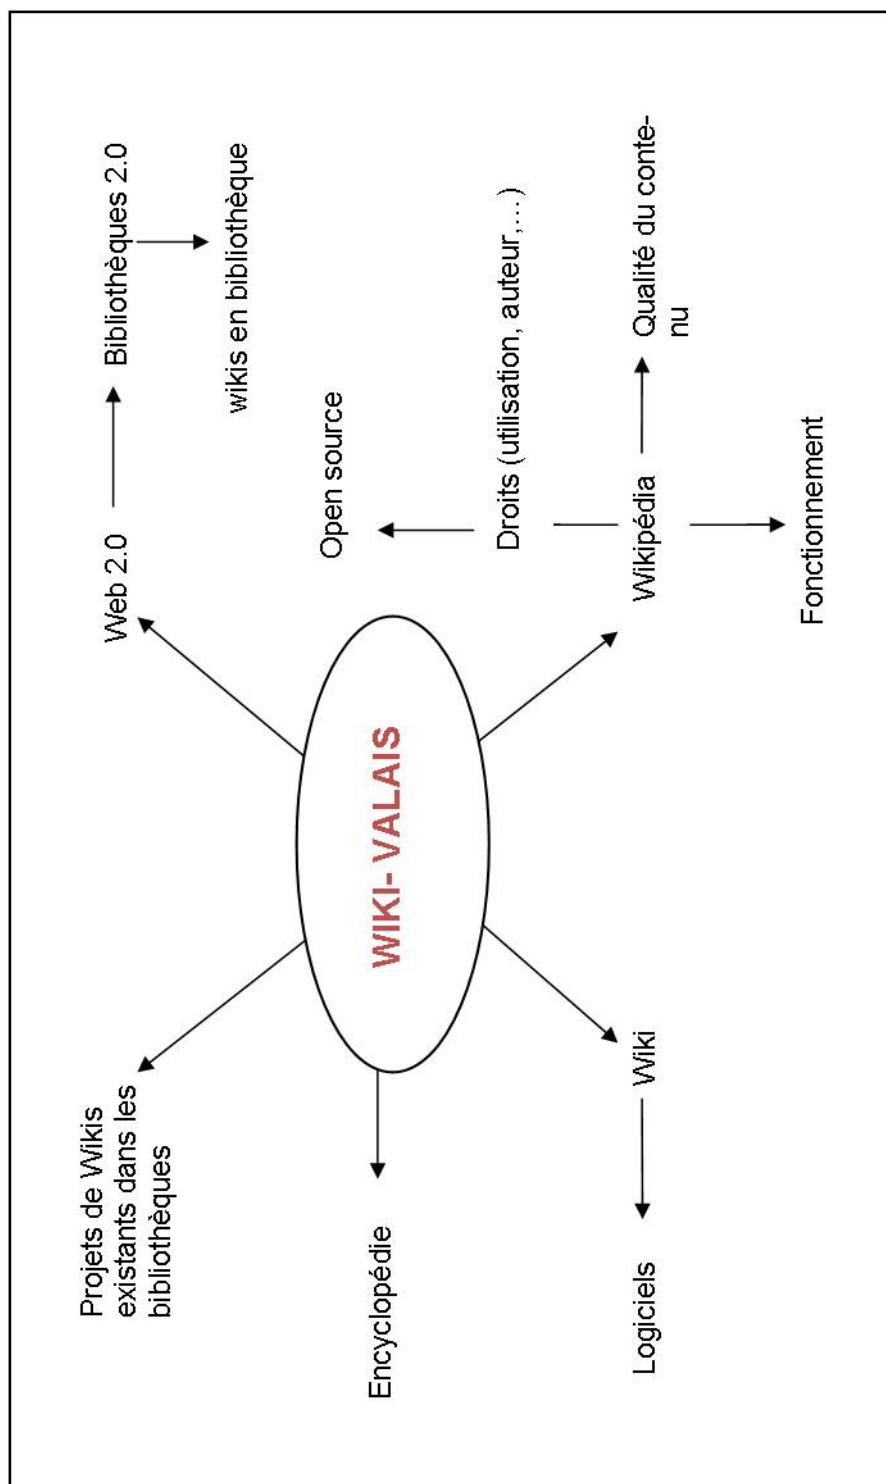 Projets de Wikis
existants dans les
bibliothèques
Web 2.0
Bibliothèques 2.0
wikis en bibliothèque
Encyclopédie
WIKI- VALAIS
Open source
Droits (utilisation, auteur,…)
Logiciels
Wiki
Wikipédia
Qualité du conte-
nu
Fonctionnement